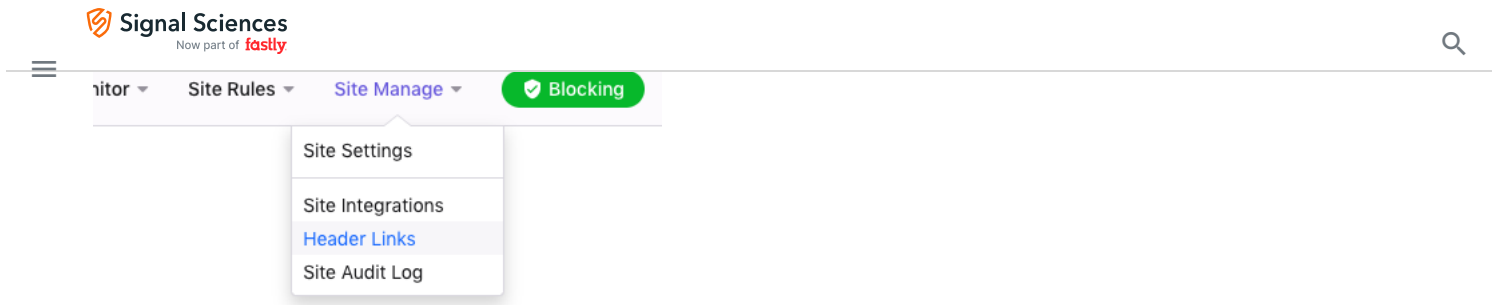 Signal Sciences
Now part of fastly
Site Rules Site Manage Blocking
Site Settings
Site Integrations
Header Links
Site Audit Log